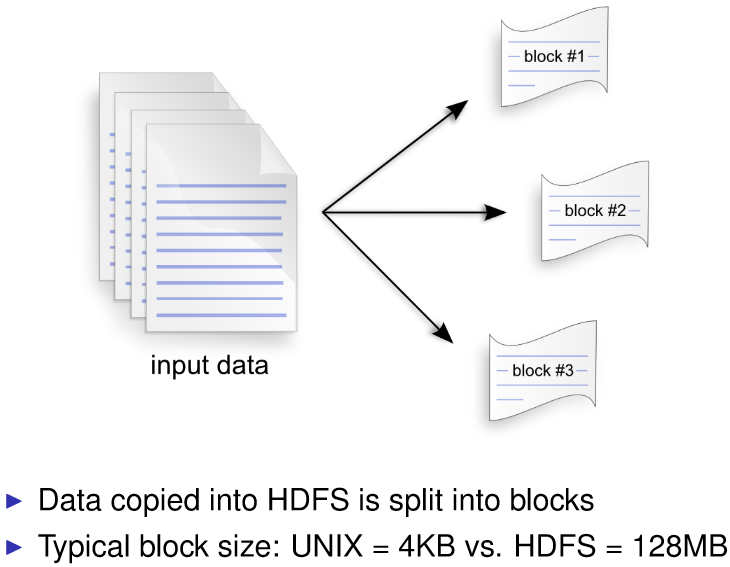 block #1
block #2
block #3
input data
Data copied into HDFS is split into blocks
Typical block size: UNIX = 4KB vs. HDFS = 128MB